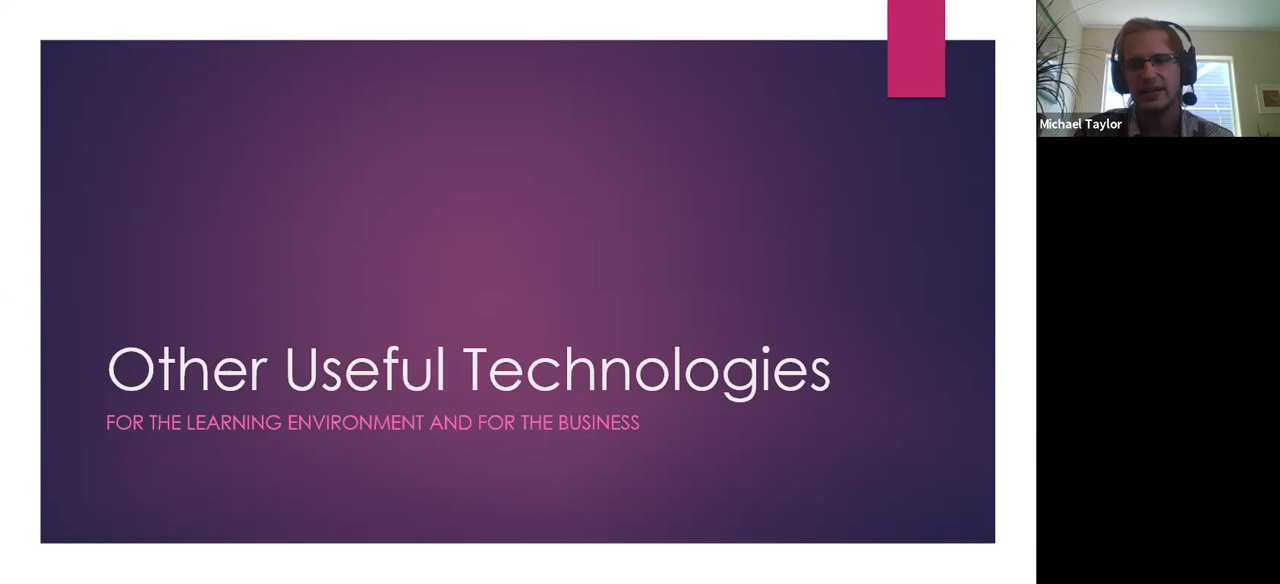 Other Useful Technologies
FOR THE LEARNING ENVIRONMENT AND FOR THE BUSINESS
Michael Taylor